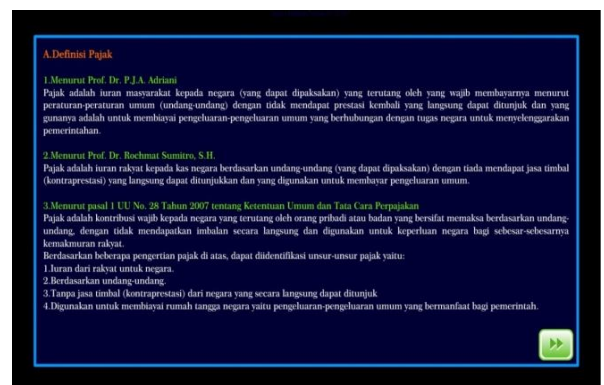 A.Definisi Pajak
1.Menurut Prof. Dr. P.J.A. Adriani
Pajak adalah iuran masyarakat kepada negara (yang dapat dipaksakan) yang terutang oleh yang wajib membayarnya menurut
peraturan-peraturan umum (undang-undang) dengan tidak mendapat prestasi kembali yang langsung dapat ditunjuk dan yang
gunanya adalah untuk membiayai pengeluaran-pengeluaran umum yang berhubungan dengan tugas negara untuk menyelenggarakan
pemerintahan.
2.Menurut Prof. Dr. Rochmat Sumitro, S.H.
Pajak adalah iuran rakyat kepada kas negara berdasarkan undang-undang (yang dapat dipaksakan) dengan tiada mendapat jasa timbal
(kontraprestasi) yang langsung dapat ditunjukkan dan yang digunakan untuk membayar pengeluaran umum.
3.Menurut pasal 1 UU No. 28 Tahun 2007 tentang Ketentuan Umum dan Tata Cara Perpajakan
Pajak adalah kontribusi wajib kepada negara yang terutang oleh orang pribadi atau badan yang bersifat memaksa berdasarkan undang-
undang, dengan tidak mendapatkan imbalan secara langsung dan digunakan untuk keperluan negara bagi sebesar-sebesarnya
kemakmuran rakyat.
Berdasarkan beberapa pengertian pajak di atas, dapat diidentifikasi unsur-unsur pajak yaitu:
1.Iuran dari rakyat untuk negara.
2.Berdasarkan undang-undang.
3.Tanpa jasa timbal (kontraprestasi) dari negara yang secara langsung dapat ditunjuk
4.Digunakan untuk membiayai rumah tangga negara yaitu pengeluaran-pengeluaran umum yang bermanfaat bagi pemerintah.